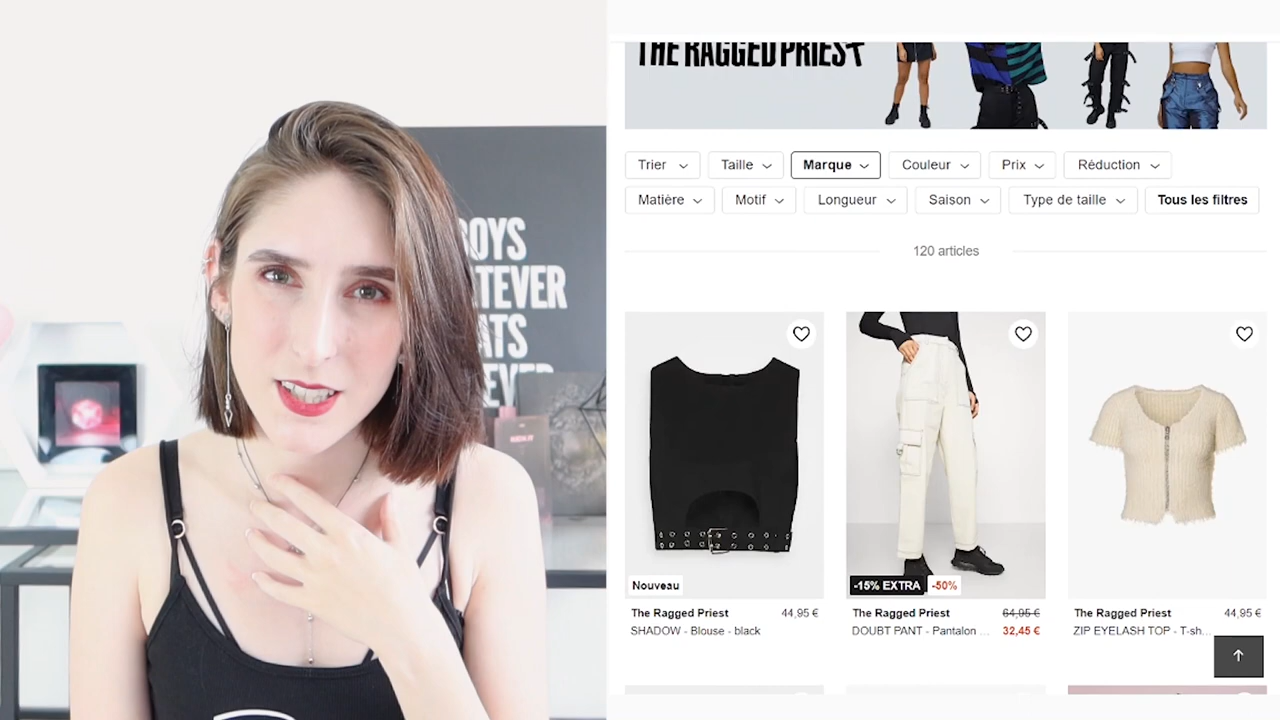 BOYS
WHATEVER
EVER
THE RAGGED PRIEST
Trier
Taille
Marque
Couleur
Prix
Réduction
Matière
Motif
Longueur
Saison
Type de taille
Tous les filtres
120 articles
Nouveau
-15% EXTRA -50%
The Ragged Priest 44,95 €
SHADOW - Blouse - black
The Ragged Priest 64,95 €
DOUBT PANT - Pantalon ... 32,45 €
The Ragged Priest 44,95 €
ZIP EYELASH TOP - T-sh...